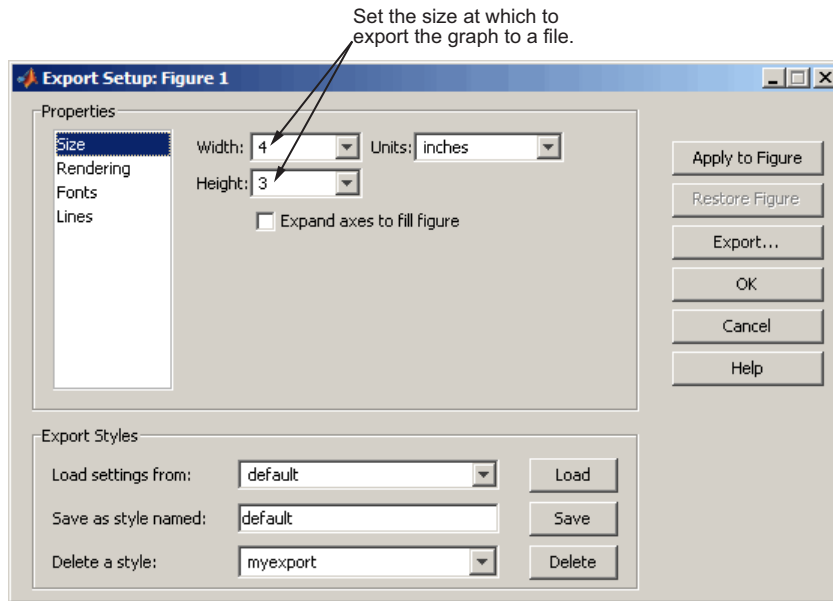 Set the size at which to
export the graph to a file.
Export Setup: Figure 1
Properties
Size
Rendering
Fonts
Lines
Width: 4 Units: inches
Height: 3
Expand axes to fill figure
Apply to Figure
Restore Figure
Export...
OK
Cancel
Help
Export Styles
Load settings from: default Load
Save as style named: default Save
Delete a style: myexport Delete